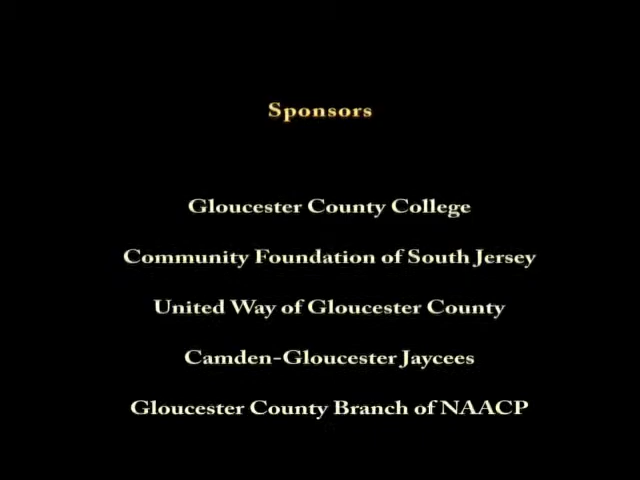 Sponsors
Gloucester County College
Community Foundation of South Jersey
United Way of Gloucester County
Camden-Gloucester Jaycees
Gloucester County Branch of NAACP